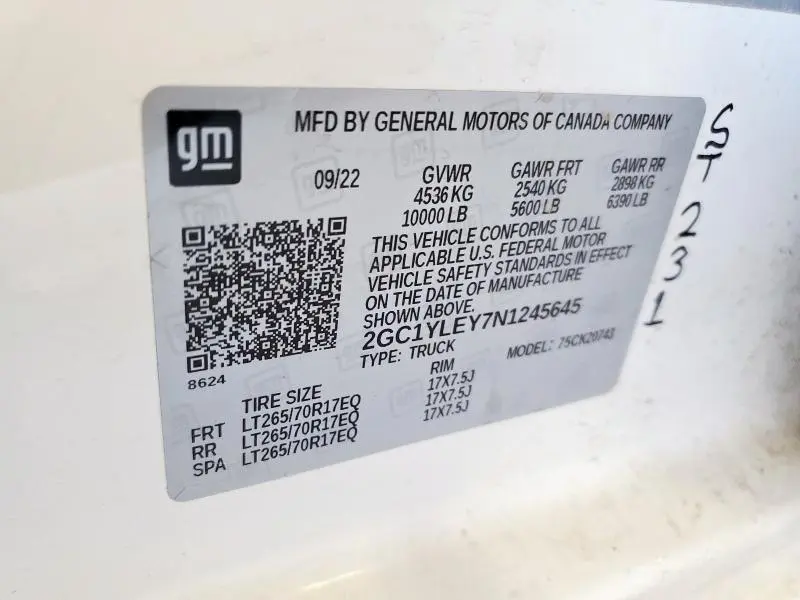 gm
MFD BY GENERAL MOTORS OF CANADA COMPANY
09/22
GVWR GAWR FRT GAWR RR
4536 KG 2540 KG 2898 KG
10000 LB 5600 LB 6390 LB
THIS VEHICLE CONFORMS TO ALL
APPLICABLE U.S. FEDERAL MOTOR
VEHICLE SAFETY STANDARDS IN EFFECT
ON THE DATE OF MANUFACTURE
SHOWN ABOVE.
2GC1YLEY7N1245645
TYPE: TRUCK MODEL: 75CK20743
8624
TIRE SIZE RIM
FRT LT265/70R17EQ 17X7.5J
RR LT265/70R17EQ 17X7.5J
SPA LT265/70R17EQ 17X7.5J
S
T
2
3
1